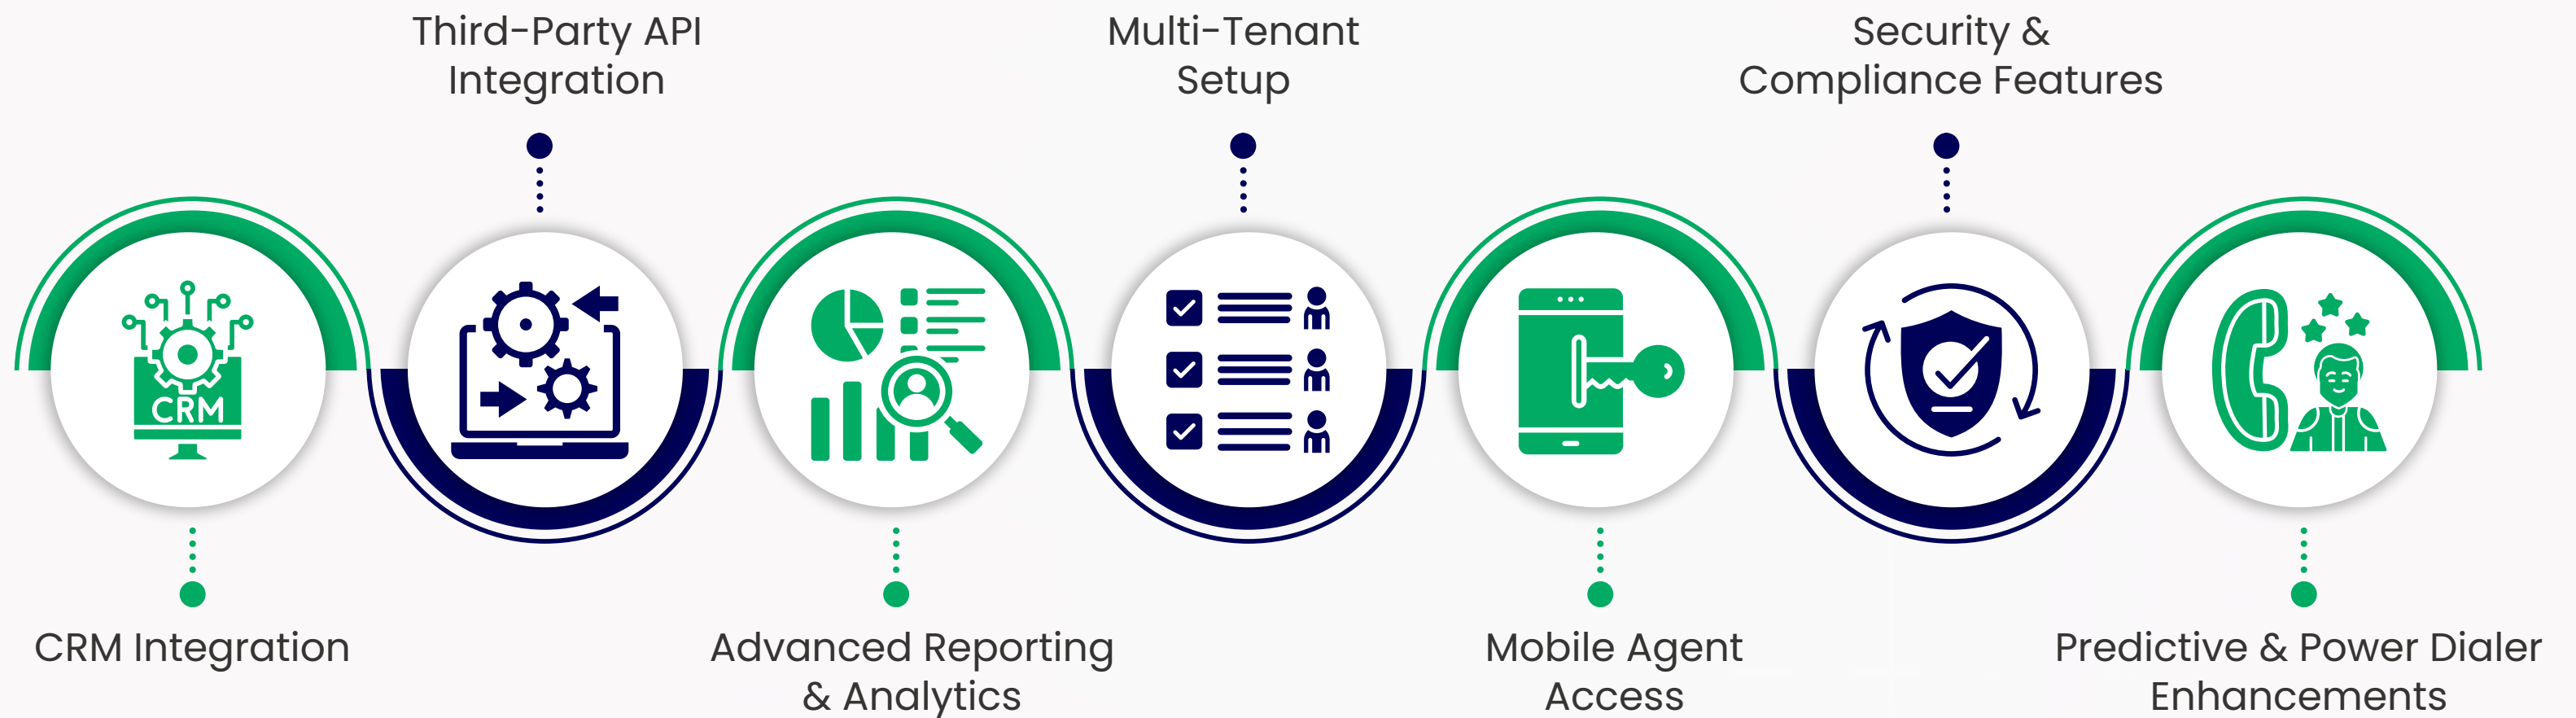 Third-Party API
Integration
Multi-Tenant
Setup
Security &
Compliance Features
CRM
CRM Integration
Advanced Reporting
& Analytics
Mobile Agent
Access
Predictive & Power Dialer
Enhancements